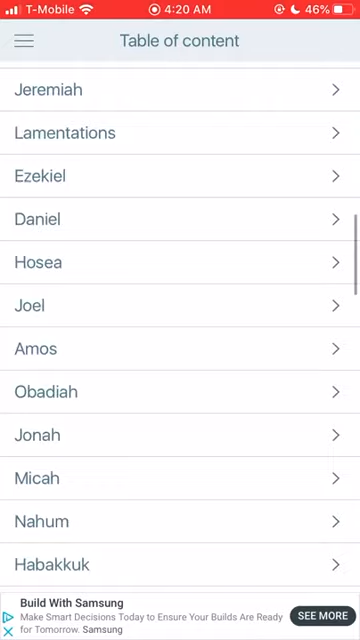 T-Mobile 4:20 AM 46%
Table of content
Jeremiah
Lamentations
Ezekiel
Daniel
Hosea
Joel
Amos
Obadiah
Jonah
Micah
Nahum
Habakkuk
Build With Samsung
Make Smart Decisions Today to Ensure Your Builds Are Ready
for Tomorrow. Samsung
SEE MORE